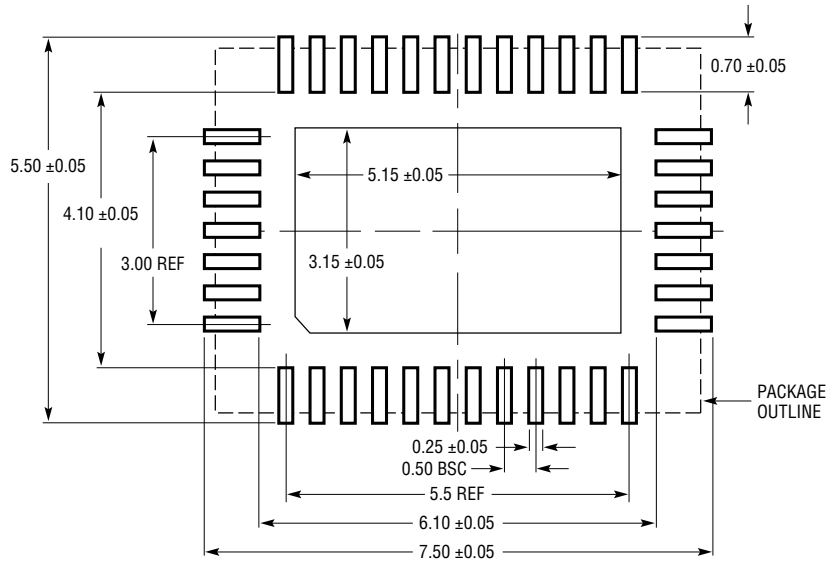 0.70 ±0.05
5.50 ±0.05
5.15 ±0.05
4.10 ±0.05
3.00 REF
3.15 ±0.05
PACKAGE
OUTLINE
0.25 ±0.05
0.50 BSC
5.5 REF
6.10 ±0.05
7.50 ±0.05